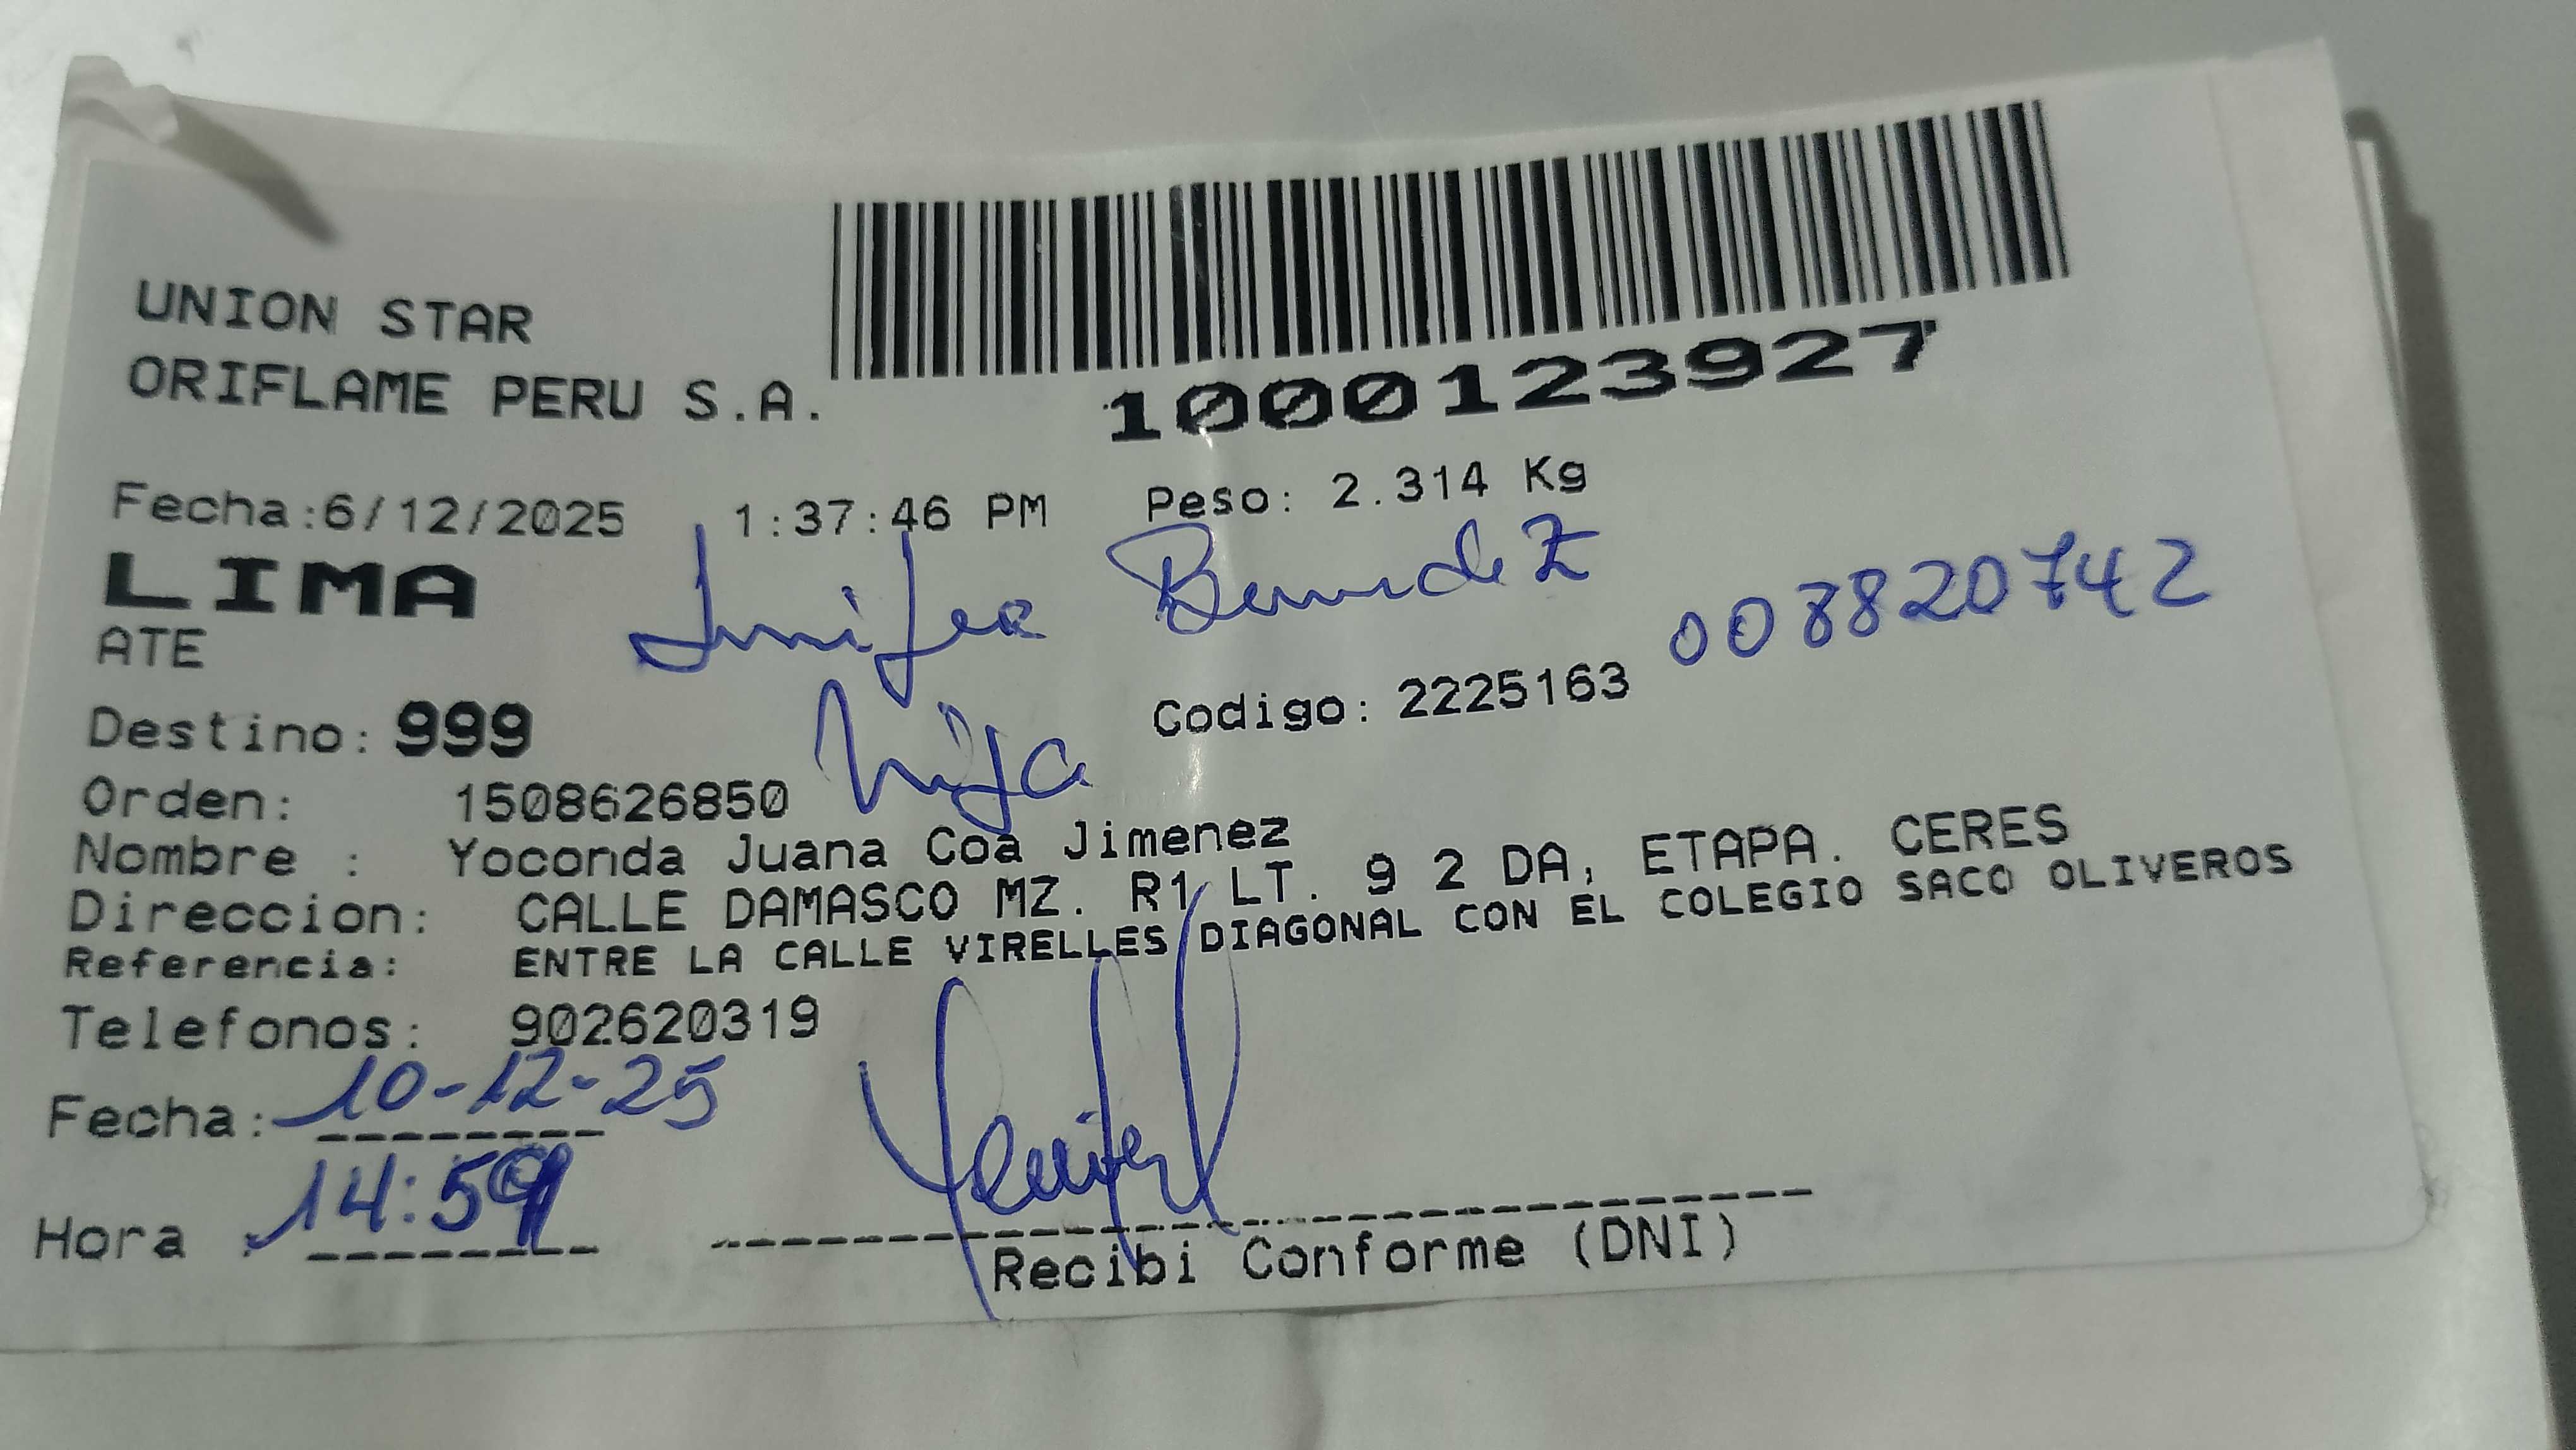 UNION STAR
ORIFLAME PERU S.A.
1000123927
Fecha:6/12/2025 1:37:46 PM Peso: 2.314 Kg
LIMA
ATE
008820742
Destino: 999 Codigo: 2225163
hija
Orden: 1508626850
Nombre : Yoconda Juana Coa Jimenez
Direccion: CALLE DAMASCO MZ. R1 LT. 9 2 DA, ETAPA. CERES
Referencia: ENTRE LA CALLE VIRELLES DIAGONAL CON EL COLEGIO SACO OLIVEROS
Telefonos: 902620319
Fecha: 10-12-25
Hora : 14:59
Recibi Conforme (DNI)